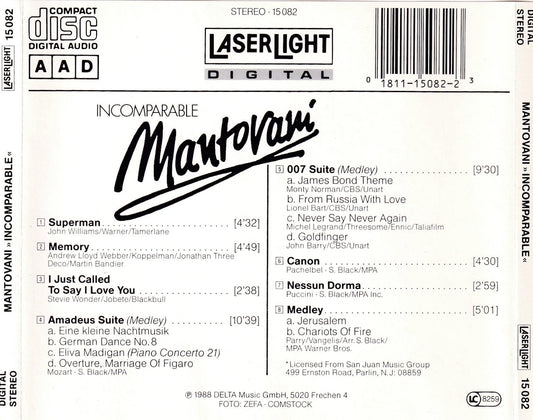 COMPACT
disc
DIGITAL AUDIO
AAD
STEREO · 15 082
LASERLIGHT
DIGITAL
0 1811-15082-2 3
INCOMPARABLE
Mantovani
1 Superman [4'32]
John Williams/Warner/Tamerlane
2 Memory [4'49]
Andrew Lloyd Webber/Koppelman/Jonathan Three
Deco/Martin Bandier
3 I Just Called
To Say I Love You [2'38]
Stevie Wonder/Jobete/Blackbull
4 Amadeus Suite (Medley) [10'39]
a. Eine kleine Nachtmusik
b. German Dance No. 8
c. Eliva Madigan (Piano Concerto 21)
d. Overture, Marriage Of Figaro
Mozart - S. Black/MPA
5 007 Suite (Medley) [9'30]
a. James Bond Theme
Monty Norman/CBS/Unart
b. From Russia With Love
Lionel Bart/CBS/Unart
c. Never Say Never Again
Michel Legrand/Threesome/Ennic/Taliafilm
d. Goldfinger
John Barry/CBS/Unart
6 Canon [4'30]
Pachelbel - S. Black/MPA
7 Nessun Dorma [2'59]
Puccini - S. Black/MPA Inc.
8 Medley [5'01]
a. Jerusalem
b. Chariots Of Fire
Parry/Vangelis/Arr. S. Black/
MPA Warner Bros.
*Licensed From San Juan Music Group
499 Ernston Road, Parlin, N.J. 08859
℗ 1988 DELTA Music GmbH, 5020 Frechen 4
FOTO: ZEFA - COMSTOCK
LC 8259
DIGITAL
STEREO
MANTOVANI » INCOMPARABLE«
LASERLIGHT
15 082
DIGITAL
STEREO
MANTOVANI » INCOMPARABLE«
LASERLIGHT
15 082